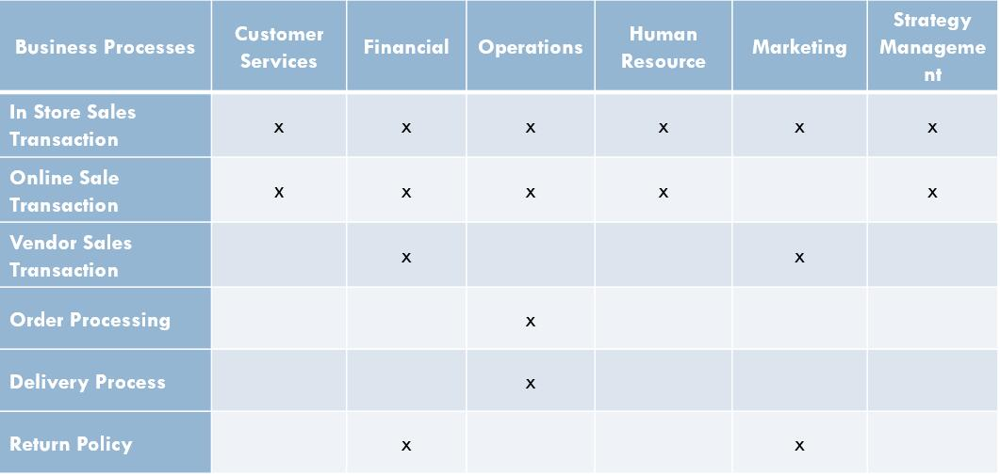 Business Processes
Customer
Services
Financial
Operations
Human
Resource
Marketing
Strategy
Manageme
nt
In Store Sales
Transaction
x x x x x x
Online Sale
Transaction
x x x x x
Vendor Sales
Transaction
x x
Order Processing
x
Delivery Process
x
Return Policy
x x